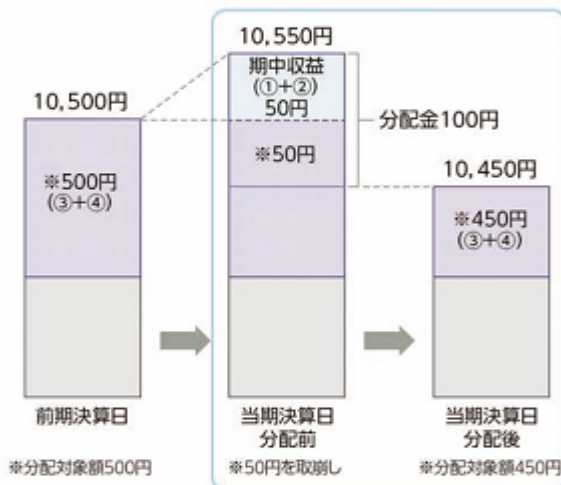 10,550円
期中収益
(①+②)
50円
10,500円
分配金100円
※50円
10,450円
※500円
(③+④)
※450円
(③+④)
前期決算日
当期決算日
分配前
当期決算日
分配後
※分配対象額500円
※50円を取崩し
※分配対象額450円